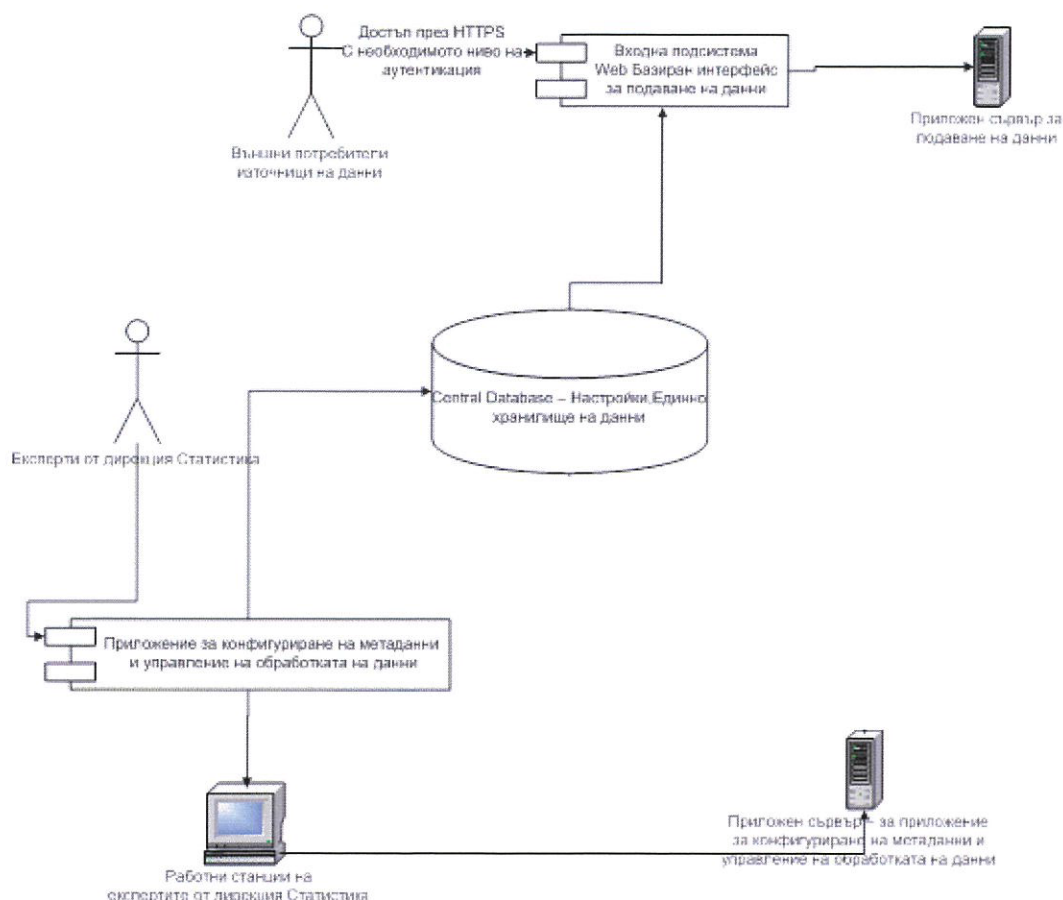 Достъп през HTTPS
С необходимото ниво на
аутентикация
Входна подсистема
Web Базиран интерфейс
за подаване на данни
Приложен сървър за
подаване на данни
Външни потребители
източници на данни
Central Database – Настройки,Единно
хранилище на данни
Експерти от дирекция Статистика
Приложение за конфигуриране на метаданни
и управление на обработката на данни
Приложен сървър – за приложение
за конфигуриране на метаданни и
управление на обработката на данни
Работни станции на
експертите от дирекция Статистика